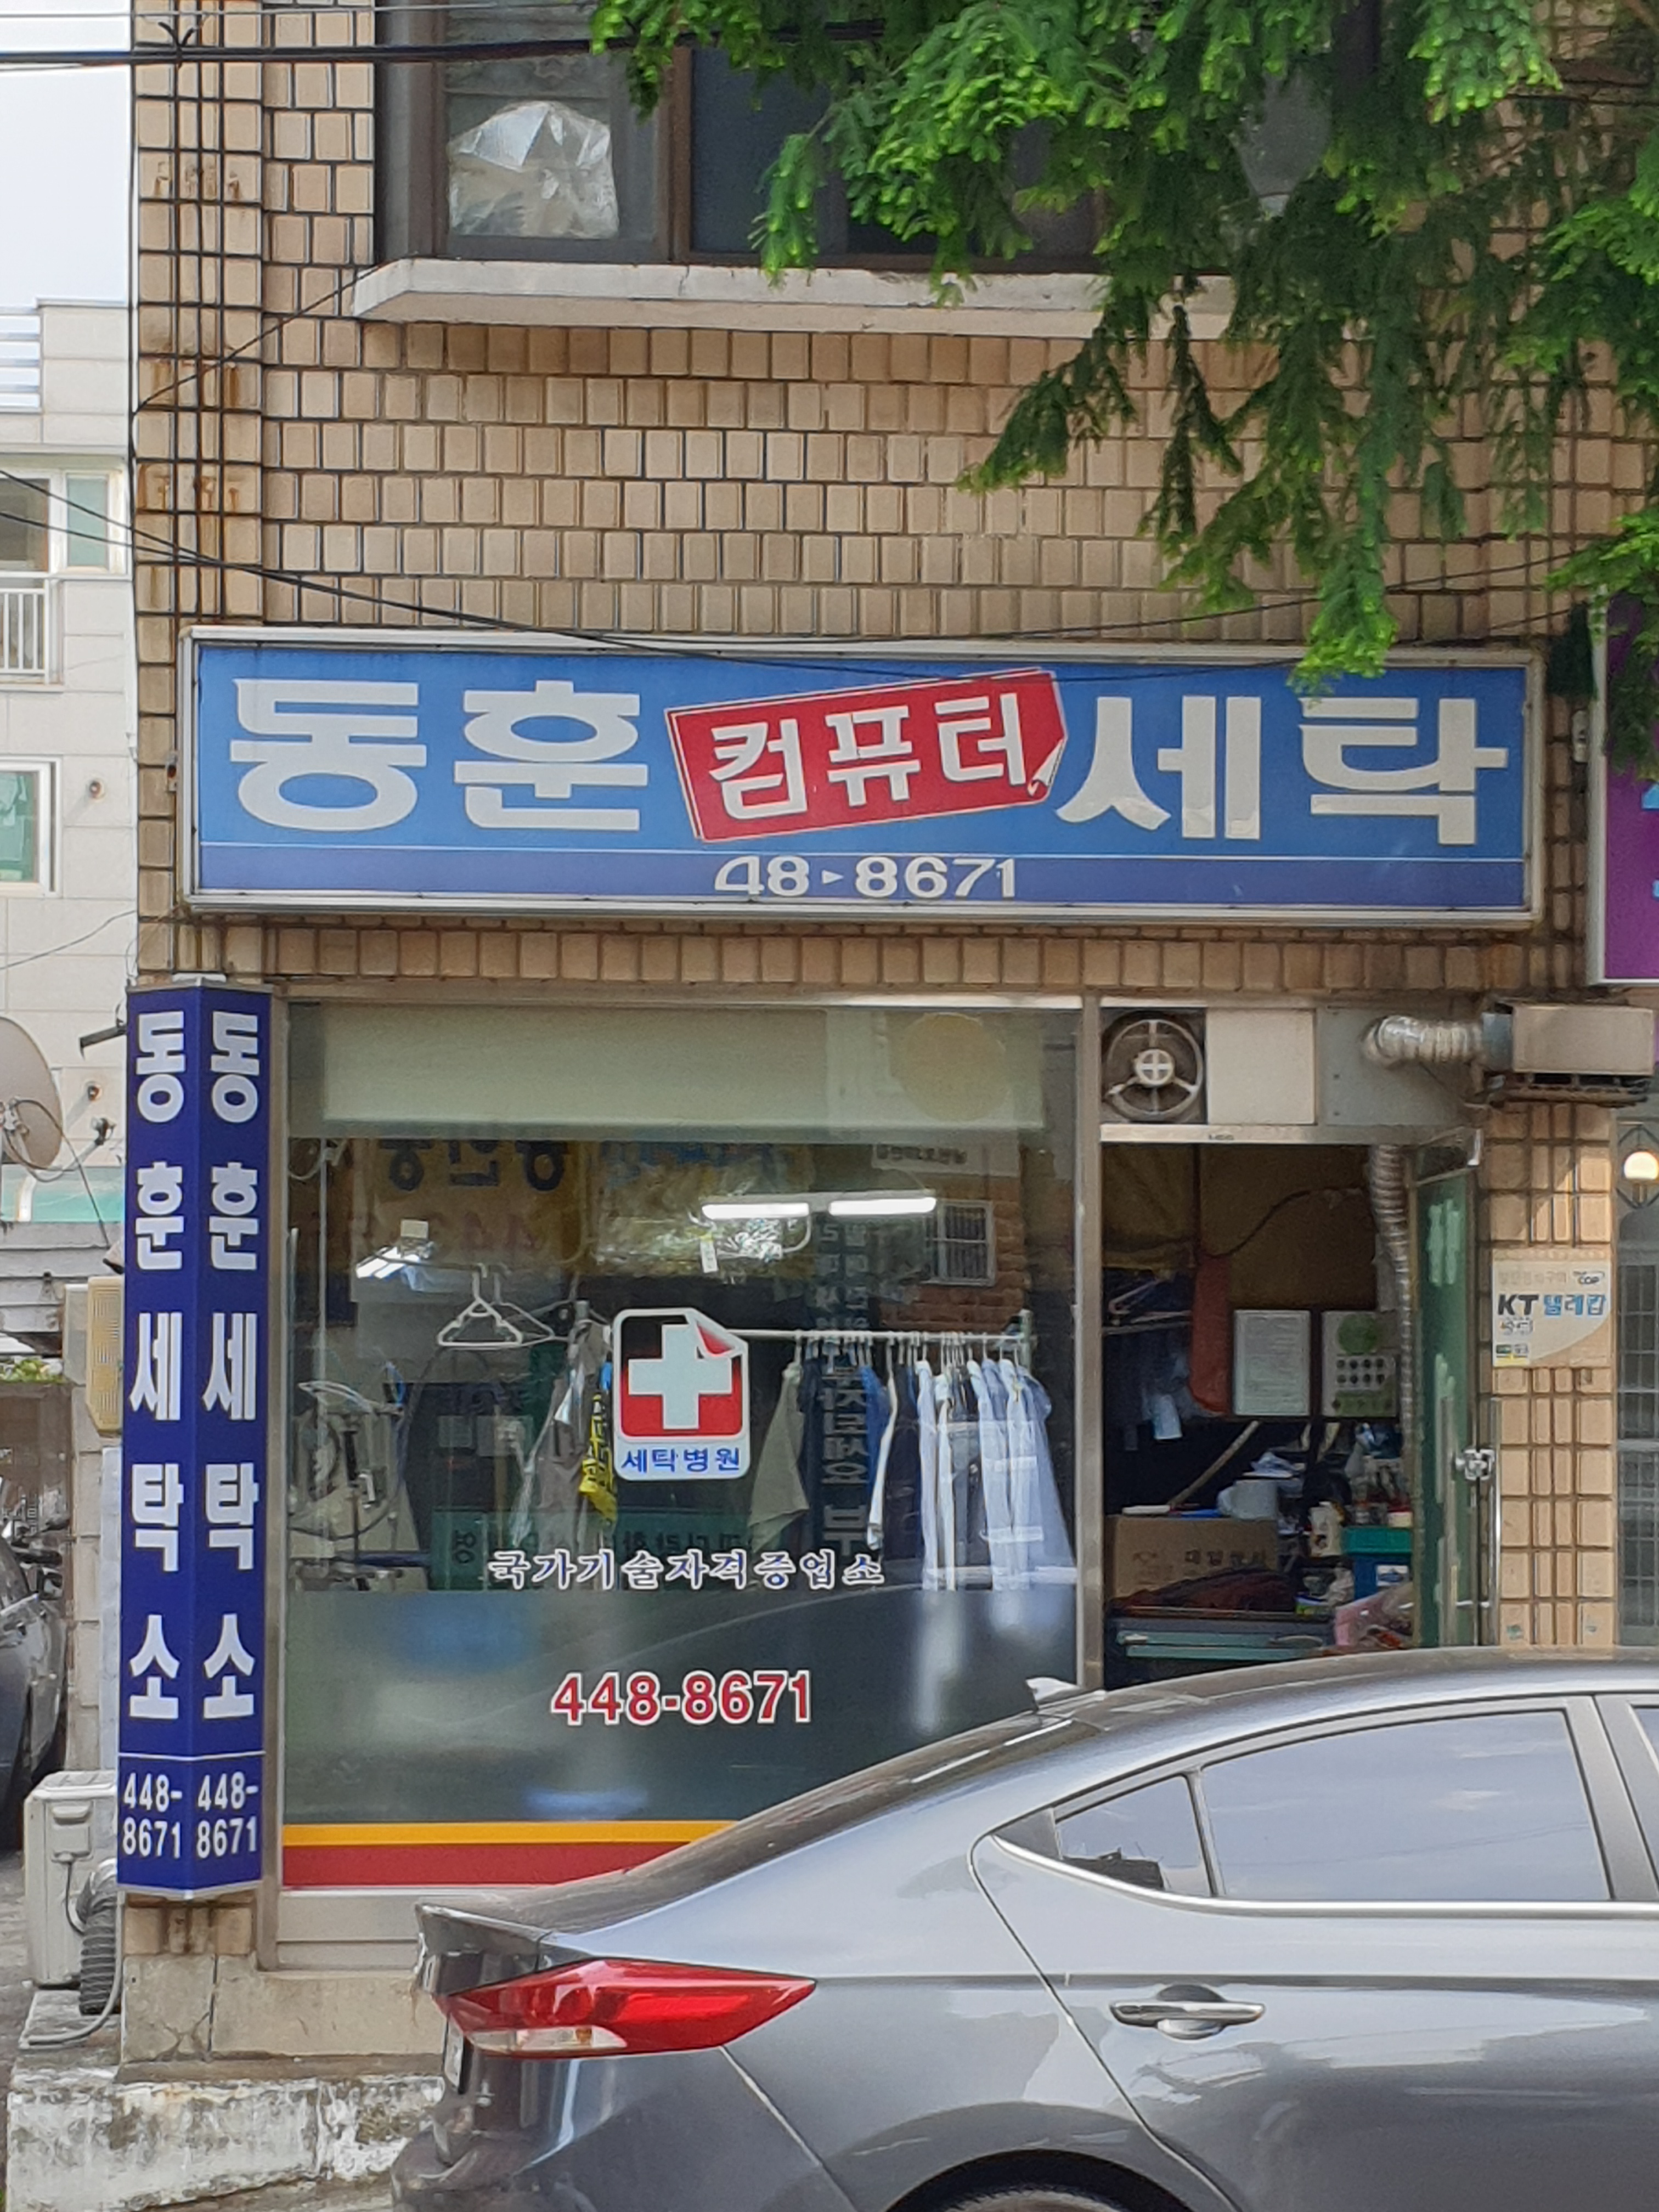 동훈 컴퓨터 세탁
48-8671
동훈세탁소
448-
8671
동훈세탁소
448-
8671
세탁병원
국가기술자격증업소
448-8671
KT 텔레캅